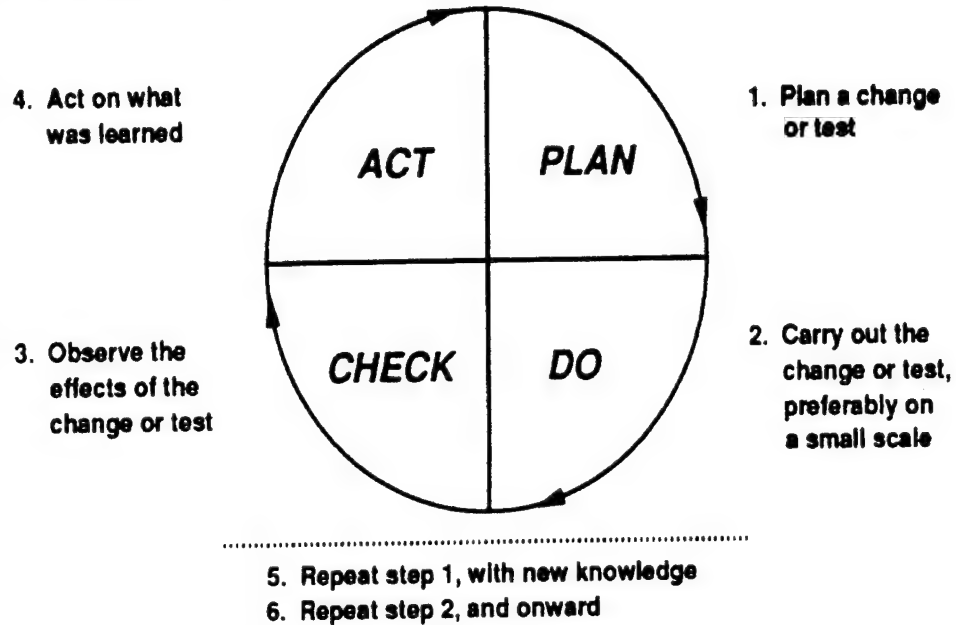 ACT
PLAN
CHECK
DO
1. Plan a change
or test
2. Carry out the
change or test,
preferably on
a small scale
3. Observe the
effects of the
change or test
4. Act on what
was learned
5. Repeat step 1, with new knowledge
6. Repeat step 2, and onward